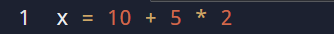 1 x = 10 + 5 * 2